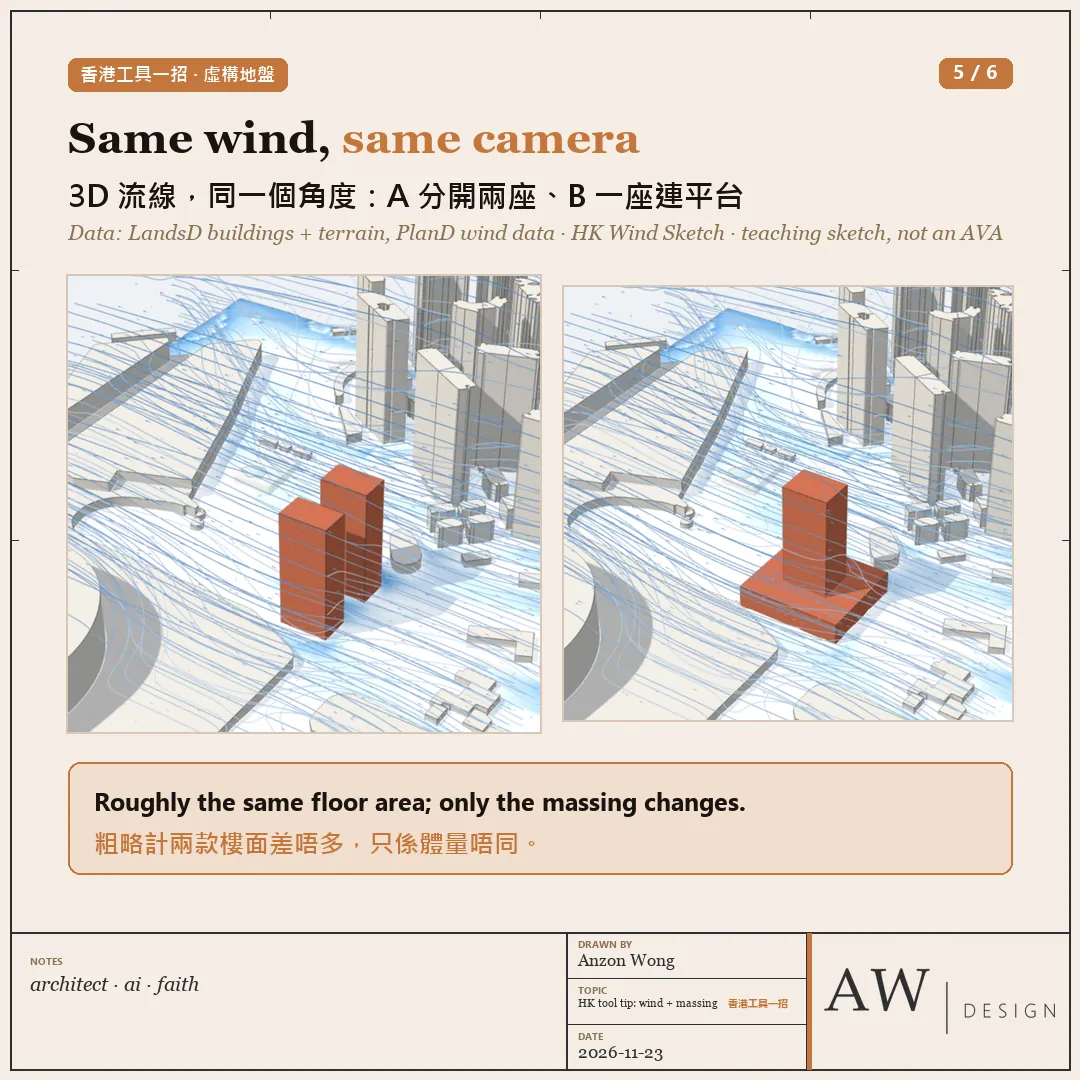 香港工具一招 · 虛構地盤
5 / 6
Same wind, same camera
3D 流線，同一個角度：A 分開兩座、B 一座連平台
Data: LandsD buildings + terrain, PlanD wind data · HK Wind Sketch · teaching sketch, not an AVA
Roughly the same floor area; only the massing changes.
粗略計兩款樓面差唔多，只係體量唔同。
NOTES
architect · ai · faith
DRAWN BY
Anzon Wong
TOPIC
HK tool tip: wind + massing 香港工具一招
DATE
2026-11-23
AW | DESIGN